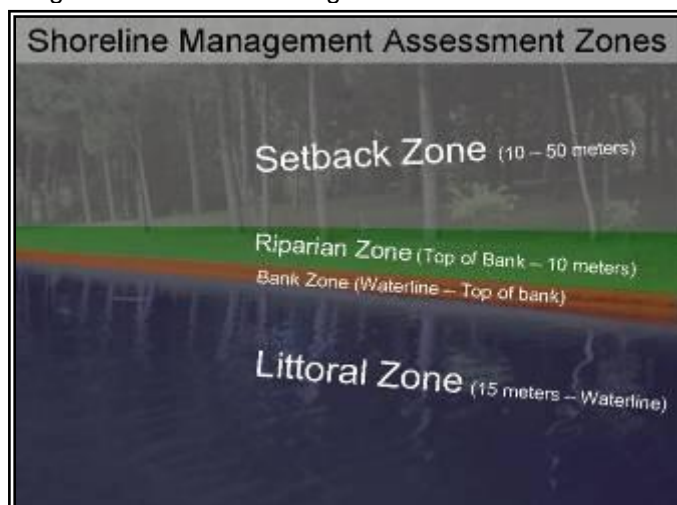 Shoreline Management Assessment Zones
Setback Zone (10 – 50 meters)
Riparian Zone (Top of Bank – 10 meters)
Bank Zone (Waterline – Top of bank)
Littoral Zone (15 meters – Waterline)